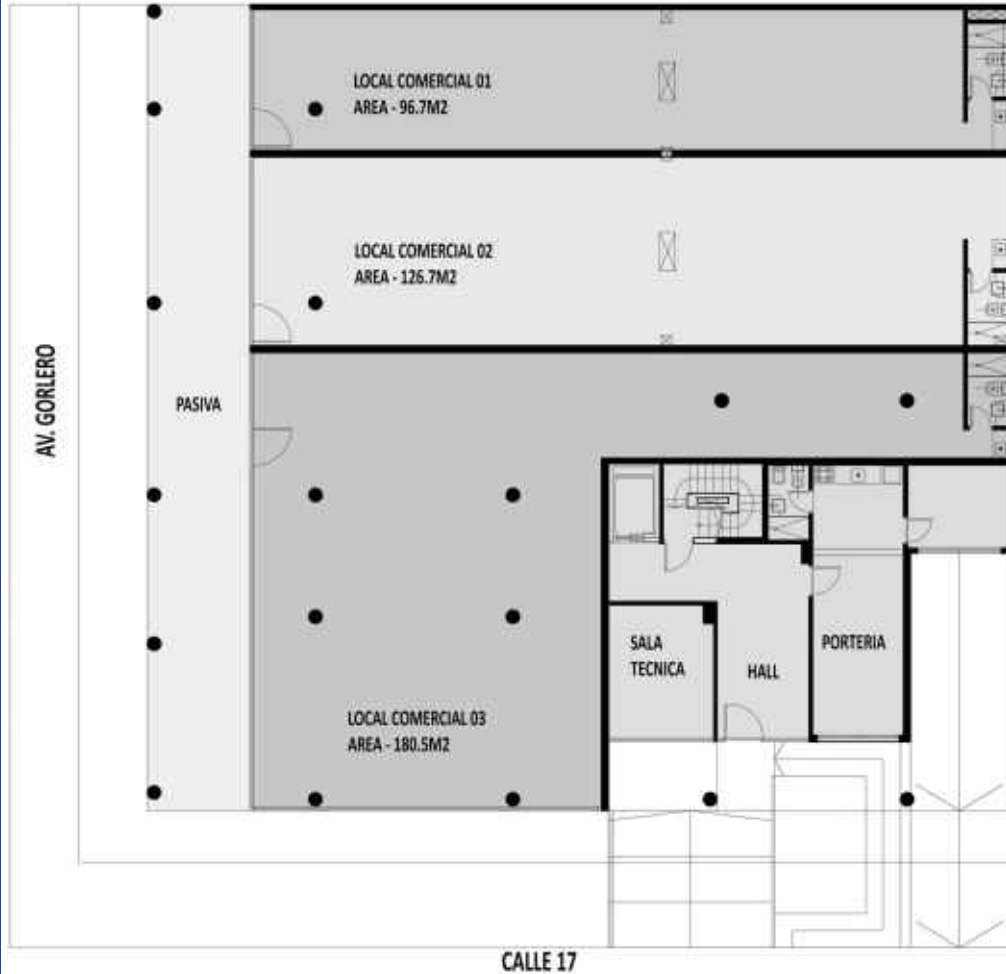 LOCAL COMERCIAL 01
AREA - 96.7M2
LOCAL COMERCIAL 02
AREA - 126.7M2
AV. GORLERO
PASIVA
SALA
TECNICA
HALL
PORTERIA
LOCAL COMERCIAL 03
AREA - 180.5M2
CALLE 17